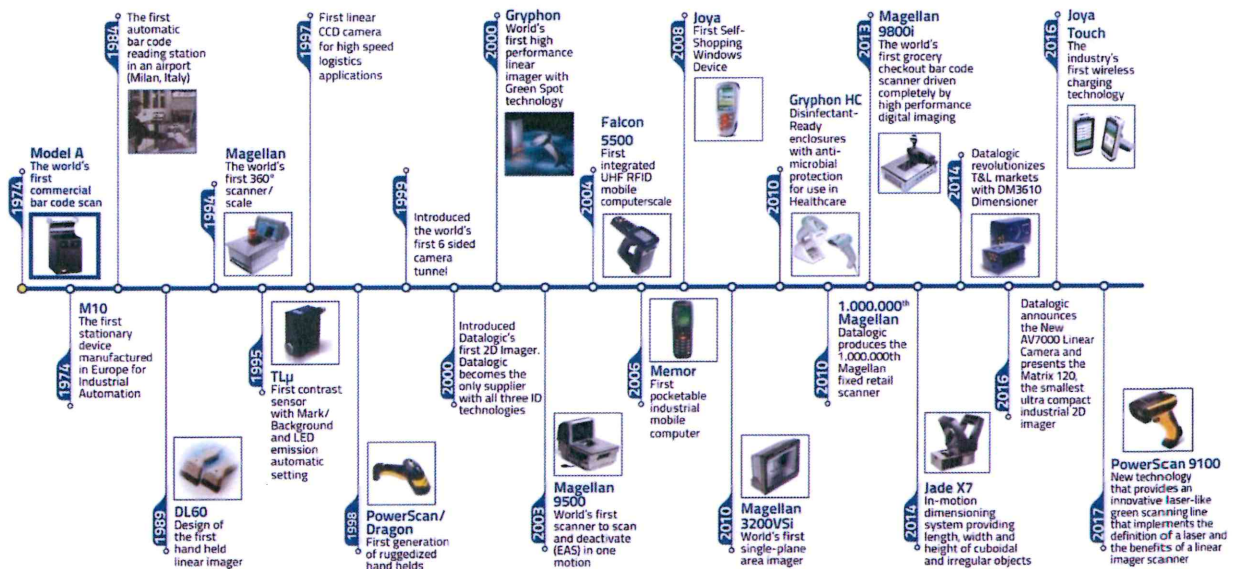 1974
Model A
The world's
first
commercial
bar code scan
1974
M10
The first
stationary
device
manufactured
in Europe for
Industrial
Automation
1984
The first
automatic
bar code
reading station
in an airport
(Milan, Italy)
1989
DL60
Design of
the first
hand held
linear imager
1994
Magellan
The world's
first 360°
scanner/
scale
1995
TLµ
First contrast
sensor
with Mark/
Background
and LED
emission
automatic
setting
1997
First linear
CCD camera
for high speed
logistics
applications
1998
PowerScan/
Dragon
First generation
of ruggedized
hand helds
1999
Introduced
the world's
first 6 sided
camera
tunnel
2000
Introduced
Datalogic's
first 2D Imager.
Datalogic
becomes the
only supplier
with all three ID
technologies
2000
Gryphon
World's
first high
performance
linear
imager with
Green Spot
technology
2003
Magellan
9500
World's first
scanner to scan
and deactivate
(EAS) in one
motion
2004
Falcon
5500
First
integrated
UHF RFID
mobile
computerscale
2006
Memor
First
pocketable
industrial
mobile
computer
2008
Joya
First Self-
Shopping
Windows
Device
2010
Magellan
3200VSi
World's first
single-plane
area imager
2010
Gryphon HC
Disinfectant-
Ready
enclosures
with anti-
microbial
protection
for use in
Healthcare
2010
1.000.000th
Magellan
Datalogic
produces the
1.000.000th
Magellan
fixed retail
scanner
2013
Magellan
9800i
The world's
first grocery
checkout bar code
scanner driven
completely by
high performance
digital imaging
2014
Jade X7
In-motion
dimensioning
system providing
length, width and
height of cuboidal
and irregular objects
2014
Datalogic
revolutionizes
T&L markets
with DM3610
Dimensioner
2016
Datalogic
announces
the New
AV7000 Linear
Camera and
presents the
Matrix 120,
the smallest
ultra compact
industrial 2D
imager
2016
Joya
Touch
The
industry's
first wireless
charging
technology
2017
PowerScan 9100
New technology
that provides an
innovative laser-like
green scanning line
that implements the
definition of a laser and
the benefits of a linear
imager scanner